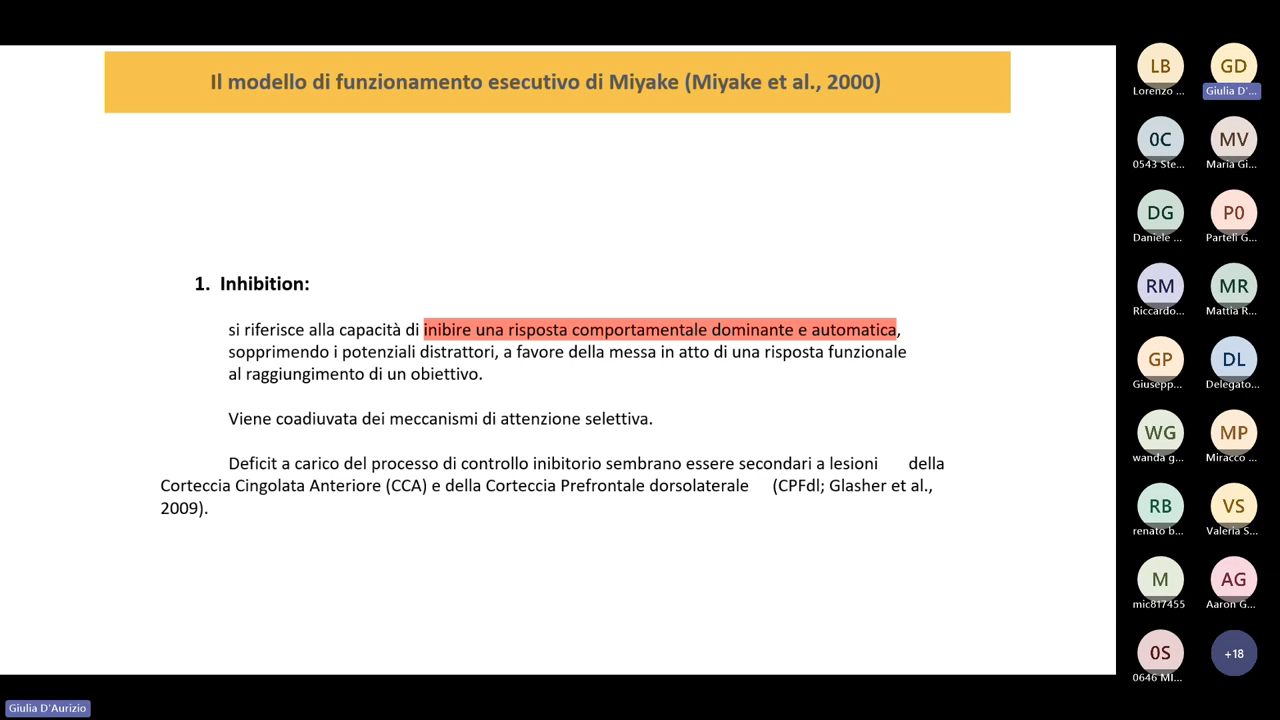 Il modello di funzionamento esecutivo di Miyake (Miyake et al., 2000)
1. Inhibition:
si riferisce alla capacità di inibire una risposta comportamentale dominante e automatica,
sopprimendo i potenziali distrattori, a favore della messa in atto di una risposta funzionale
al raggiungimento di un obiettivo.
Viene coadiuvata dei meccanismi di attenzione selettiva.
Deficit a carico del processo di controllo inibitorio sembrano essere secondari a lesioni della
Corteccia Cingolata Anteriore (CCA) e della Corteccia Prefrontale dorsolaterale (CPFdl; Glasher et al.,
2009).
LB GD
Lorenzo ... Giulia D'...
0C MV
0543 Ste... Maria Gi...
DG P0
Daniele ... Parteli G...
RM MR
Riccardo... Mattia R...
GP DL
Giusepp... Delegato...
WG MP
wanda g... Miracco ...
RB VS
renato b... Valeria S...
M AG
mic817455 Aaron G...
0S +18
0646 MI...
Giulia D'Aurizio